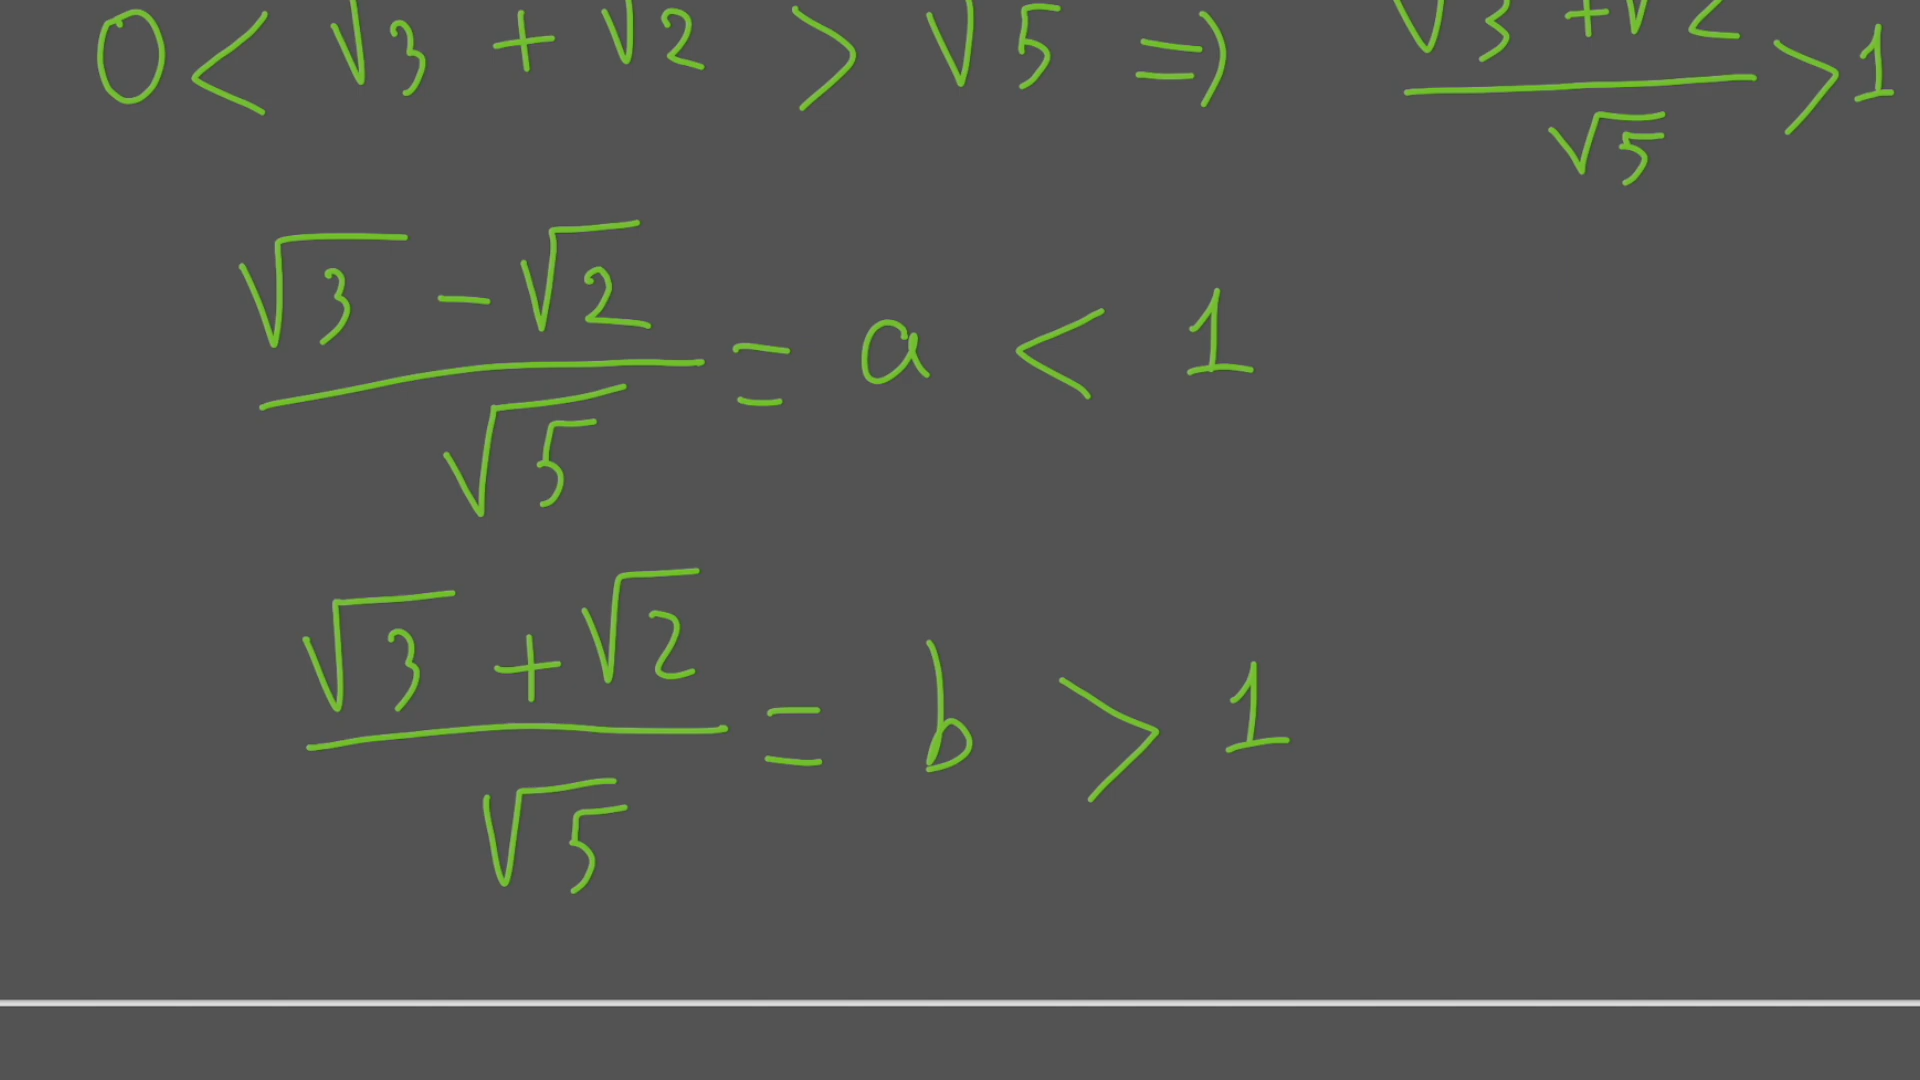 0 < √3 + √2 > √5 ⇒ (√3 + √2)/√5 > 1
(√3 − √2)/√5 = a < 1
(√3 + √2)/√5 = b > 1